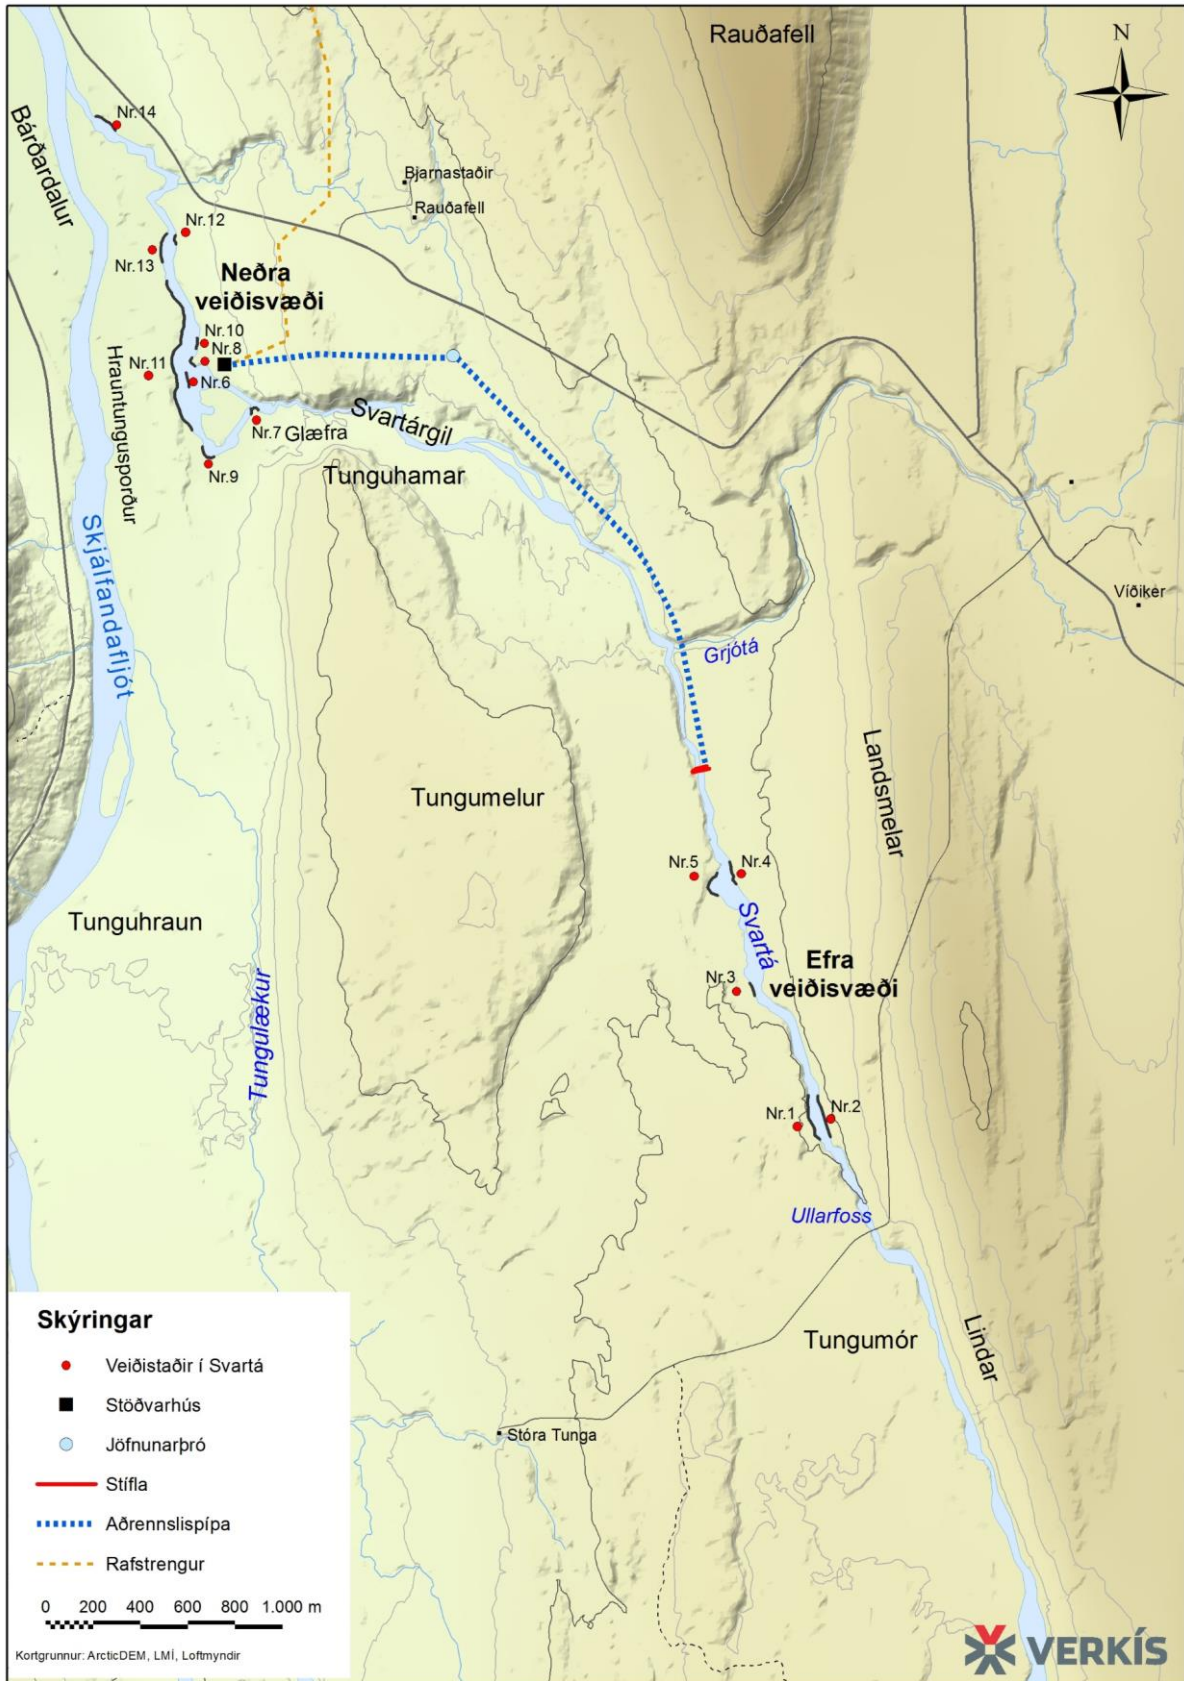 Rauðafell
N
Nr.14
Bárðardalur
Bjarnastaðir
Rauðafell
Nr.12
Nr.13
Neðra
veiðisvæði
Nr.10
Nr.8
Nr.11
Nr.6
Hrauntungusporður
Svartárgil
Nr.7
Glæfra
Nr.9
Tunguhamar
Skjálfandafljót
Víðiker
Grjótá
Landsmelar
Tungumelur
Nr.5
Nr.4
Svartá
Tunguhraun
Efra
veiðisvæði
Nr.3
Tungulækur
Nr.1
Nr.2
Ullarfoss
Tungumór
Lindar
Stóra Tunga
Skýringar
Veiðistaðir í Svartá
Stöðvarhús
Jöfnunarþró
Stífla
Aðrennslispípa
Rafstrengur
0 200 400 600 800 1.000 m
Kortgrunnur: ArcticDEM, LMÍ, Loftmyndir
VERKÍS